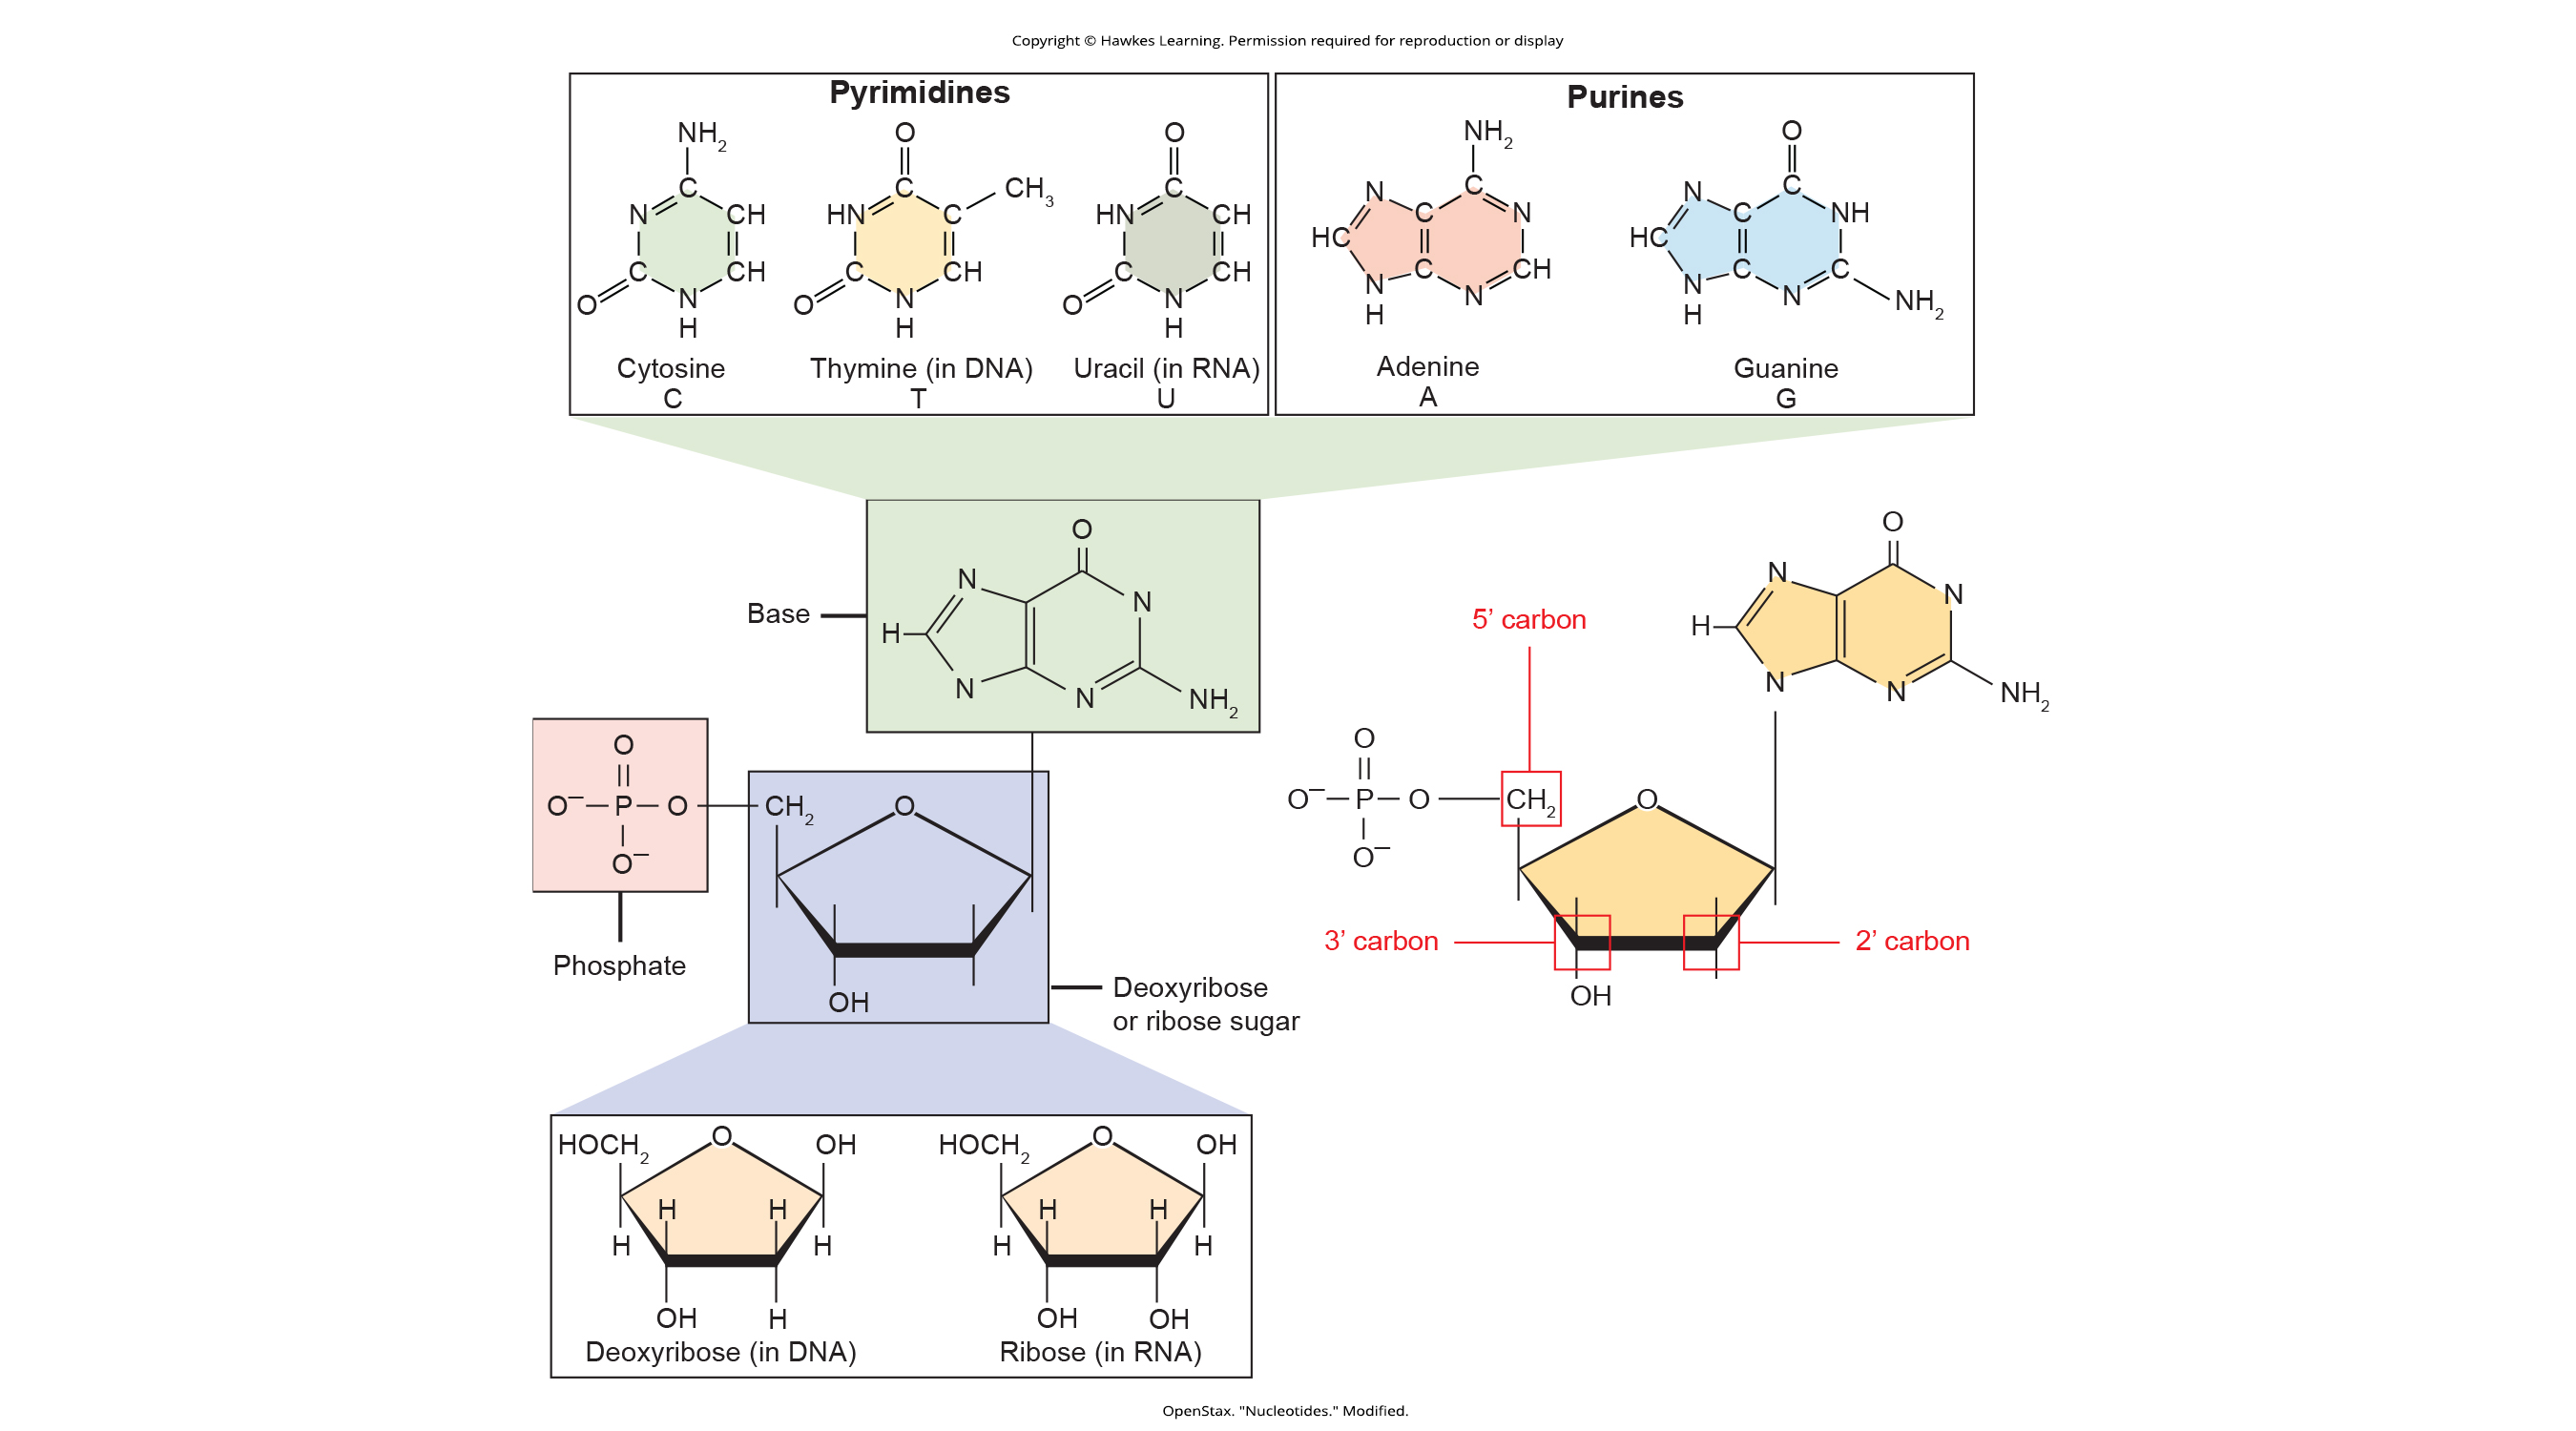 Copyright © Hawkes Learning. Permission required for reproduction or display
Pyrimidines
NH2
C
N
CH
C
CH
O
N
H
Cytosine
C
O
C
CH3
HN
C
C
CH
O
N
H
Thymine (in DNA)
T
O
C
HN
CH
C
CH
O
N
H
Uracil (in RNA)
U
Purines
NH2
C
N
C
N
HC
C
CH
N
N
H
Adenine
A
O
C
N
C
NH
HC
C
C
N
N
H
NH2
Guanine
G
Base
O
N
N
H
N
N
NH2
O
O– P O
O–
Phosphate
CH2
O
OH
Deoxyribose
or ribose sugar
O
N
N
H
N
N
NH2
5’ carbon
O
O– P O CH2
O–
O
3’ carbon
2’ carbon
OH
HOCH2
O
OH
H
H
H
H
OH
H
Deoxyribose (in DNA)
HOCH2
O
OH
H
H
H
H
OH
OH
Ribose (in RNA)
OpenStax. "Nucleotides." Modified.